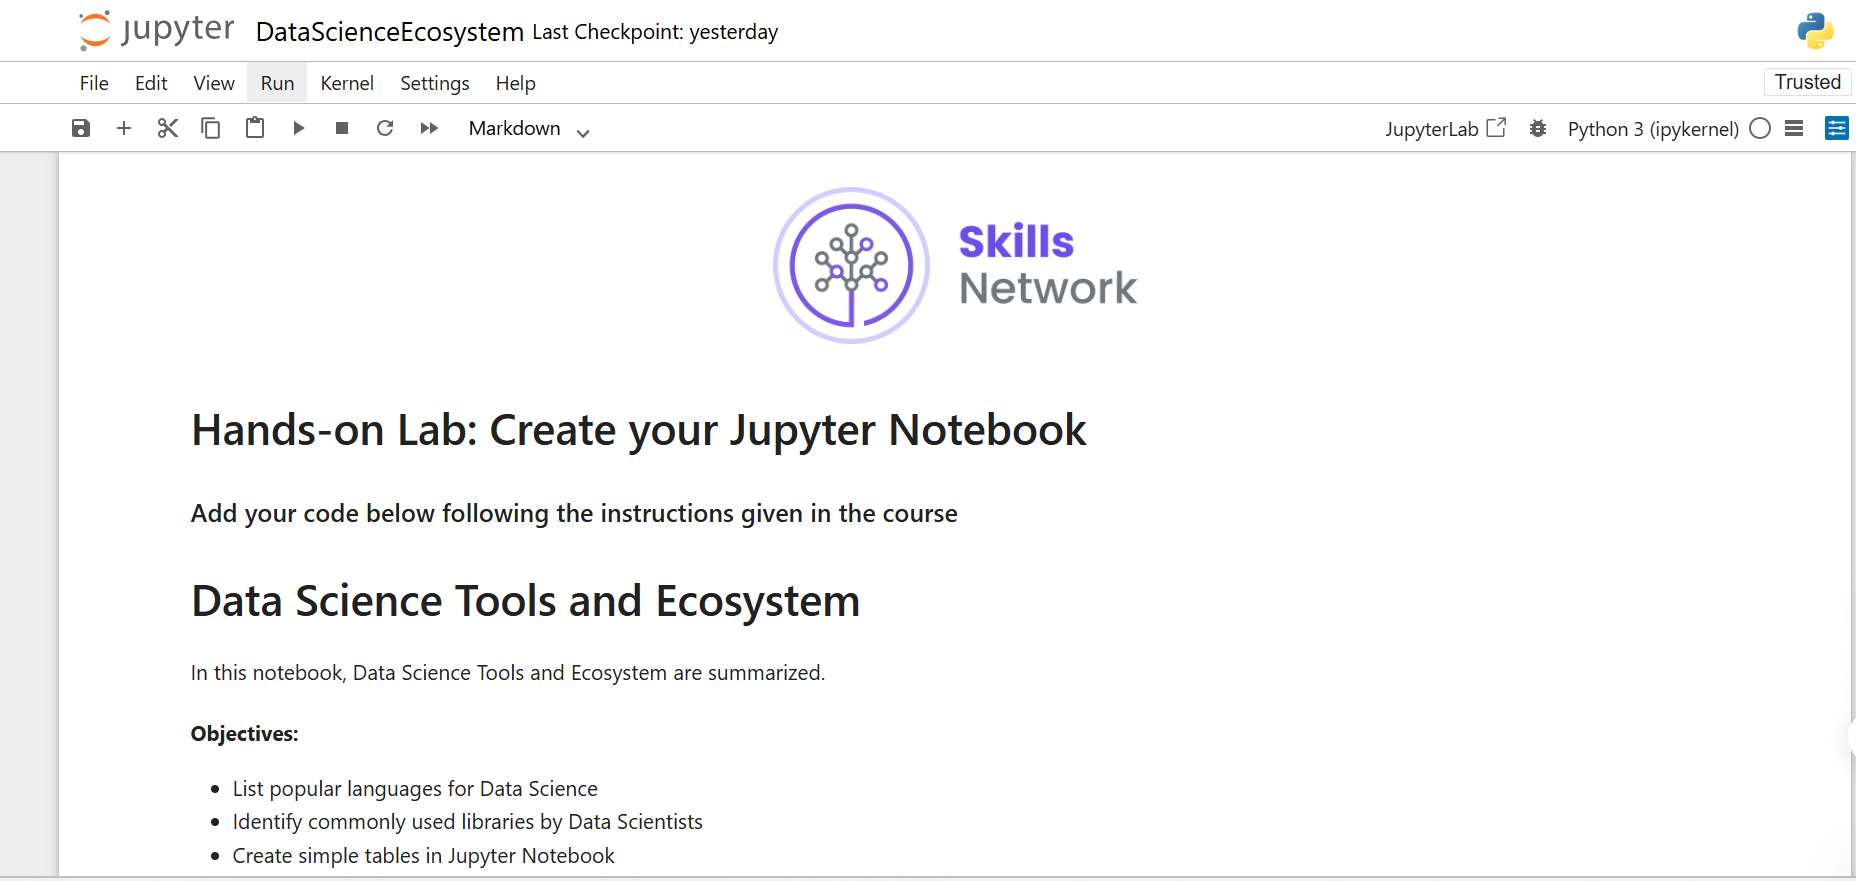 jupyter DataScienceEcosystem Last Checkpoint: yesterday
File Edit View Run Kernel Settings Help Trusted
Markdown JupyterLab Python 3 (ipykernel)
Skills
Network
Hands-on Lab: Create your Jupyter Notebook
Add your code below following the instructions given in the course
Data Science Tools and Ecosystem
In this notebook, Data Science Tools and Ecosystem are summarized.
Objectives:
• List popular languages for Data Science
• Identify commonly used libraries by Data Scientists
• Create simple tables in Jupyter Notebook